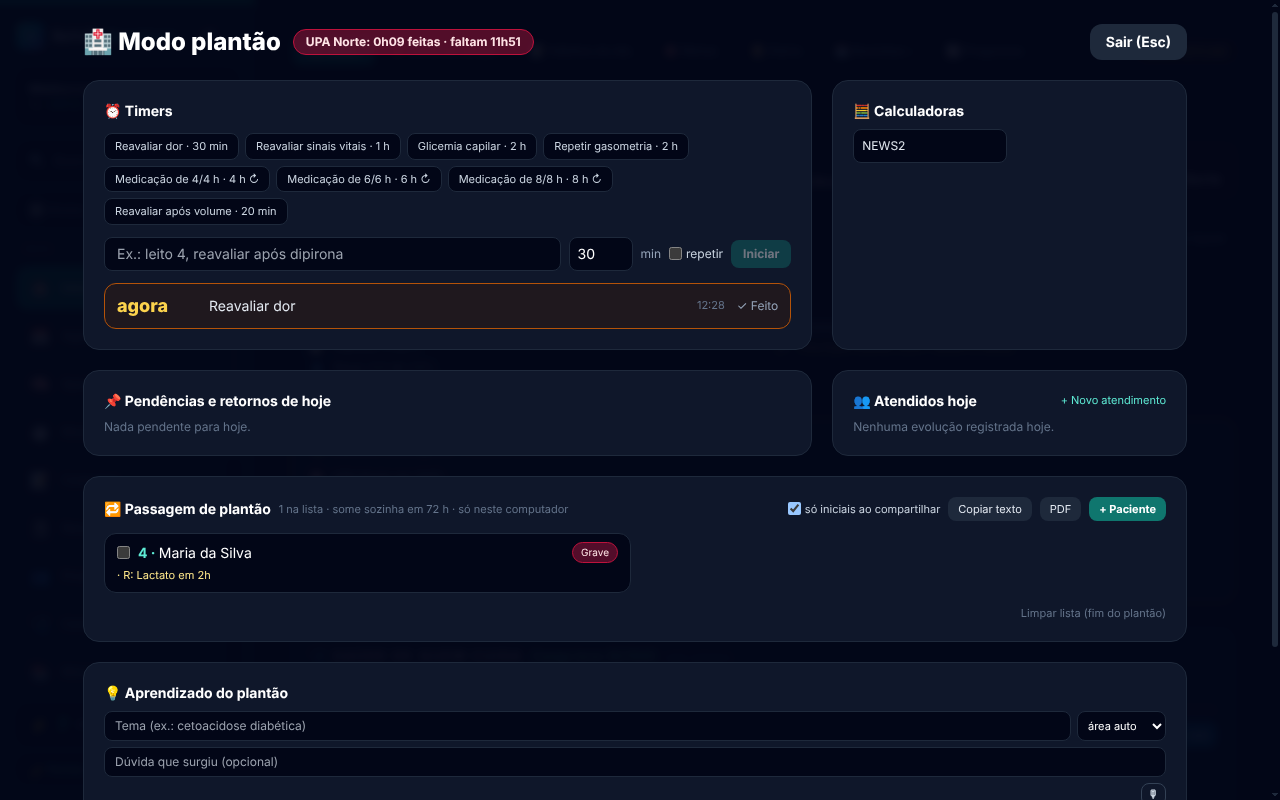 Modo plantão
UPA Norte: 0h09 feitas · faltam 11h51
Sair (Esc)
Timers
Reavaliar dor · 30 min
Reavaliar sinais vitais · 1 h
Glicemia capilar · 2 h
Repetir gasometria · 2 h
Medicação de 4/4 h · 4 h ↻
Medicação de 6/6 h · 6 h ↻
Medicação de 8/8 h · 8 h ↻
Reavaliar após volume · 20 min
Ex.: leito 4, reavaliar após dipirona
30
min
repetir
Iniciar
agora
Reavaliar dor
12:28
✓ Feito
Calculadoras
NEWS2
Pendências e retornos de hoje
Nada pendente para hoje.
Atendidos hoje
+ Novo atendimento
Nenhuma evolução registrada hoje.
Passagem de plantão
1 na lista · some sozinha em 72 h · só neste computador
só iniciais ao compartilhar
Copiar texto
PDF
+ Paciente
4 · Maria da Silva
Grave
· R: Lactato em 2h
Limpar lista (fim do plantão)
Aprendizado do plantão
Tema (ex.: cetoacidose diabética)
área auto
Dúvida que surgiu (opcional)